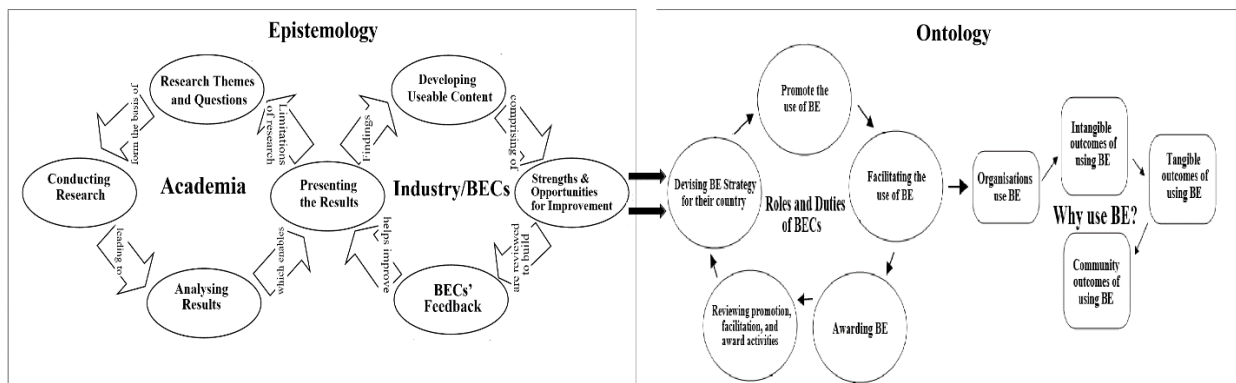 Epistemology
Research Themes
and Questions
form the basis of
Conducting
Research
leading to
Analysing
Results
which enables
Academia
Limitations
of research
Presenting
the Results
Findings
Developing
Useable Content
comprising of
Industry/BECs
Strengths &
Opportunities
for Improvement
are reviewed
to build
BECs'
Feedback
helps improve
Ontology
Promote the
use of BE
Devising BE Strategy
for their country
Facilitating the
use of BE
Roles and Duties
of BECs
Reviewing promotion,
facilitation, and
award activities
Awarding BE
Organisations
use BE
Intangible
outcomes of
using BE
Tangible
outcomes of
using BE
Why use BE?
Community
outcomes of
using BE